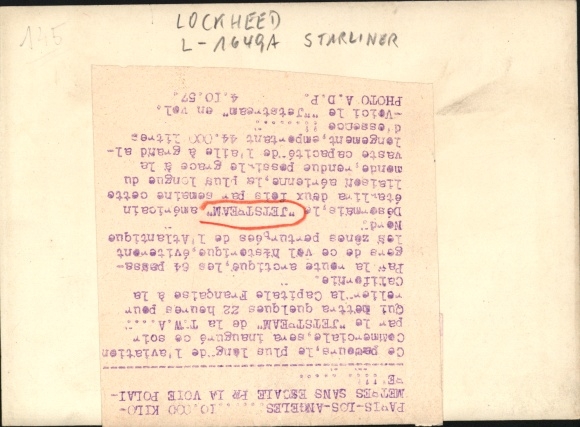 145
LOCKHEED
L-1649A STARLINER
PARIS-LOS-ANGELES......10.000 KILO-
METRES SANS ESCALE PR LA VOIE POLAI-
RE!!!! .....
Ce parcours, le plus long de l'aviation
Commerciale, sera inauguré ce soir
par le "JETSTREAM" de la T.W.A....
Qui mettra quelques 22 heures pour
relier la Capitale Française à la
Californie.
Par la route arctique, les 64 passa-
gers de ce vol historique, éviteront
les zônes perturbées de l'Atlantique
Nord.
Désormais, le "JETSTREAM" américain
établira deux fois par semaine cette
liaison aérienne, la plus longue du
monde, rendue possible grace à la
vaste capacité de l'aile à grand al-
longement, emportant 44.000 litres
d'essence !! .......
-Voici le "Jetstream" en vol.
PHOTO A.D.P. 4.10.57.